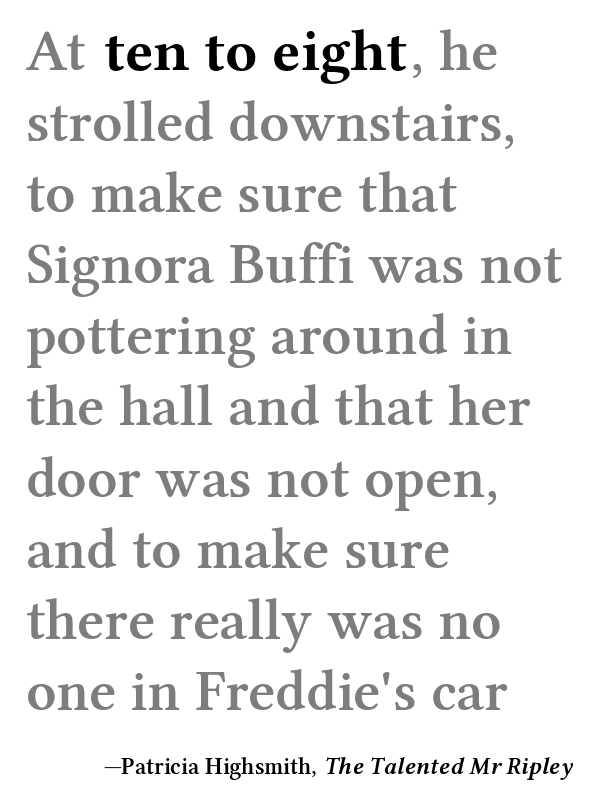 At ten to eight, he
strolled downstairs,
to make sure that
Signora Buffi was not
pottering around in
the hall and that her
door was not open,
and to make sure
there really was no
one in Freddie's car
—Patricia Highsmith, The Talented Mr Ripley